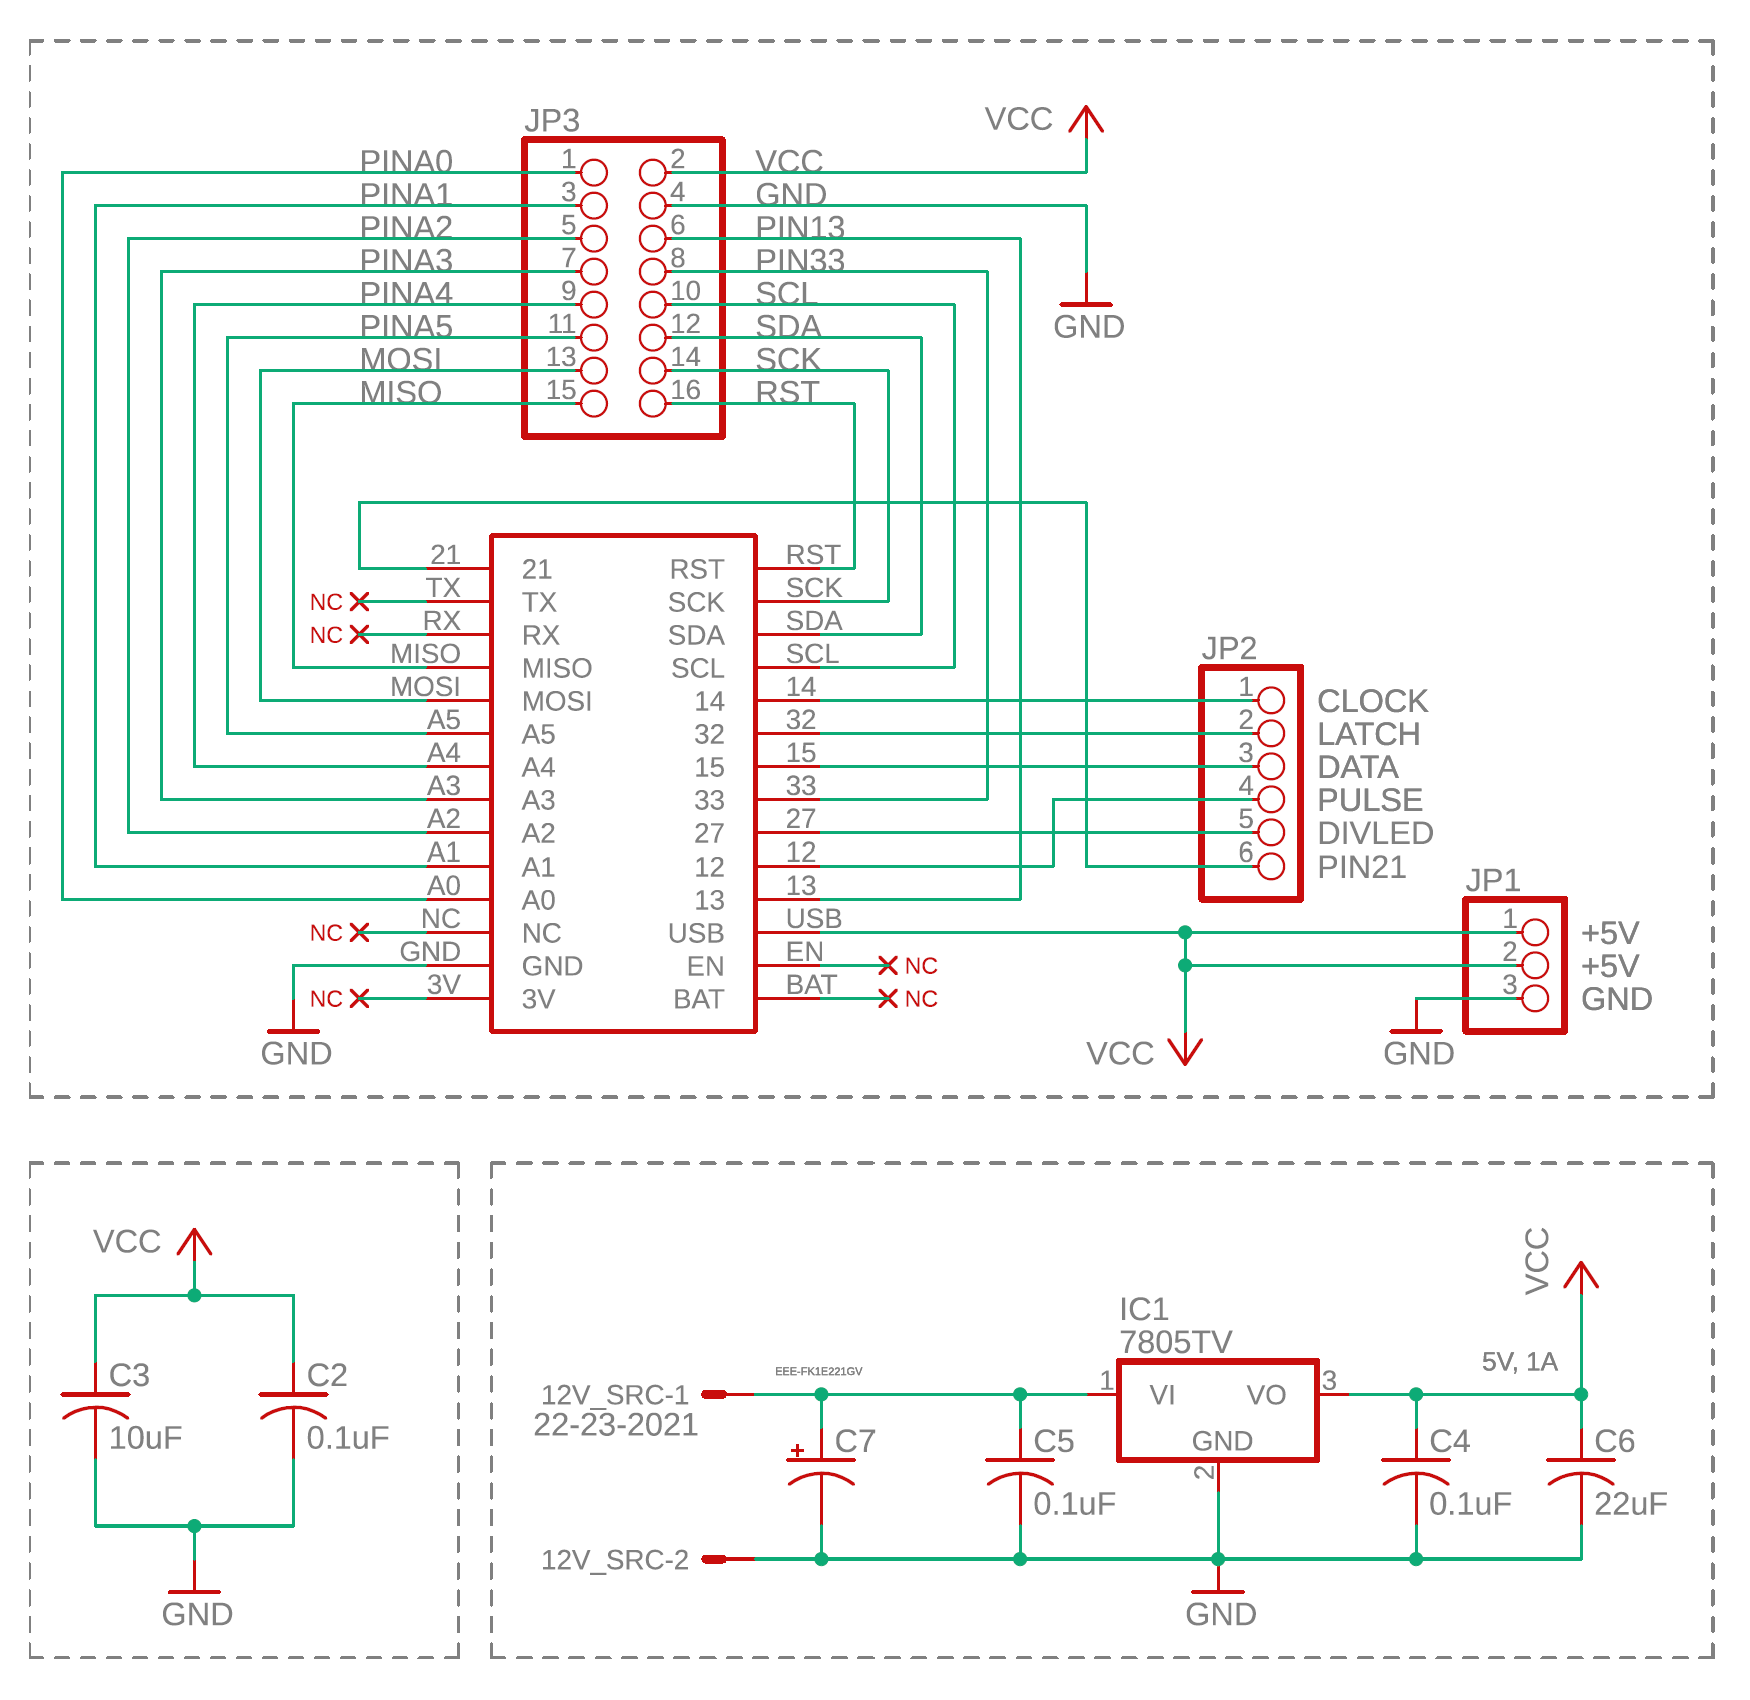 JP3
VCC
PINA0 1 2 VCC
PINA1 3 4 GND
PINA2 5 6 PIN13
PINA3 7 8 PIN33
PINA4 9 10 SCL
PINA5 11 12 SDA
MOSI 13 14 SCK
MISO 15 16 RST
GND
21 21 RST RST
NC TX TX SCK SCK
NC RX RX SDA SDA
MISO MISO SCL SCL
MOSI MOSI 14 14
A5 A5 32 32
A4 A4 15 15
A3 A3 33 33
A2 A2 27 27
A1 A1 12 12
A0 A0 13 13
NC NC NC USB USB
GND GND EN EN NC
NC 3V 3V BAT BAT NC
GND
JP2
1 CLOCK
2 LATCH
3 DATA
4 PULSE
5 DIVLED
6 PIN21
JP1
1 +5V
2 +5V
3 GND
VCC
GND
VCC
C3
10uF
C2
0.1uF
GND
VCC
IC1
7805TV
5V, 1A
EEE-FK1E221GV
12V_SRC-1
22-23-2021
1 VI VO 3
GND
2
C7
+
C5
0.1uF
C4
0.1uF
C6
22uF
12V_SRC-2
GND